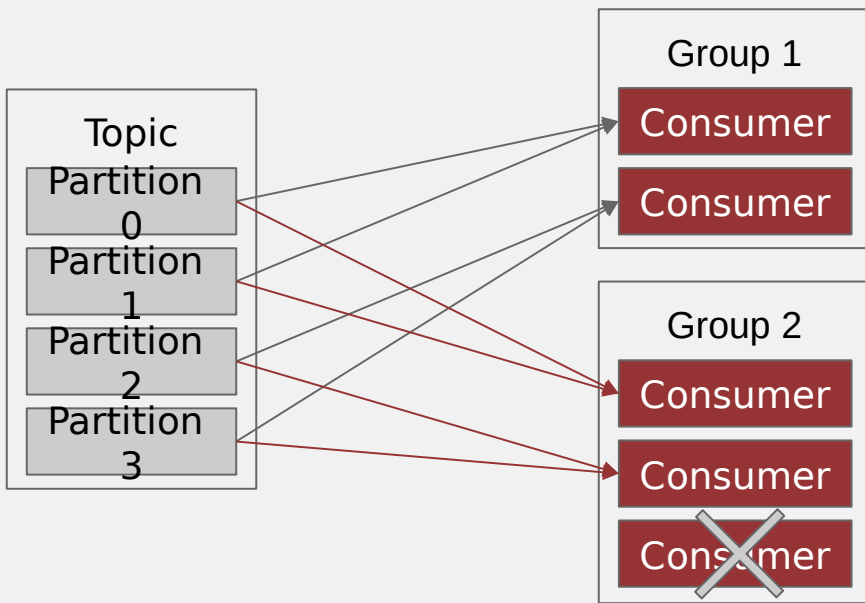 Topic
Partition
0
Partition
1
Partition
2
Partition
3
Group 1
Consumer
Consumer
Group 2
Consumer
Consumer
Consumer